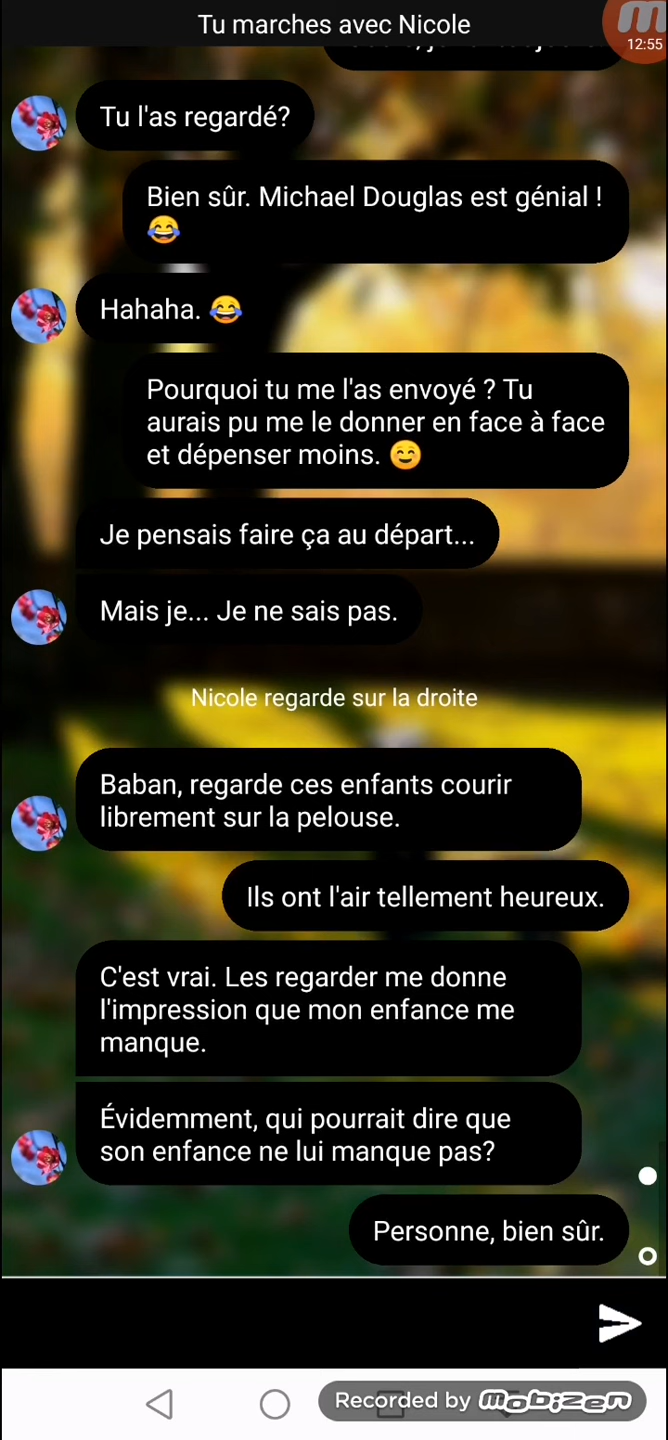 Tu marches avec Nicole
12:55
Tu l'as regardé?
Bien sûr. Michael Douglas est génial !
😂
Hahaha. 😂
Pourquoi tu me l'as envoyé ? Tu
aurais pu me le donner en face à face
et dépenser moins. ☺️
Je pensais faire ça au départ...
Mais je... Je ne sais pas.
Nicole regarde sur la droite
Baban, regarde ces enfants courir
librement sur la pelouse.
Ils ont l'air tellement heureux.
C'est vrai. Les regarder me donne
l'impression que mon enfance me
manque.
Évidemment, qui pourrait dire que
son enfance ne lui manque pas?
Personne, bien sûr.
Recorded by mobizen